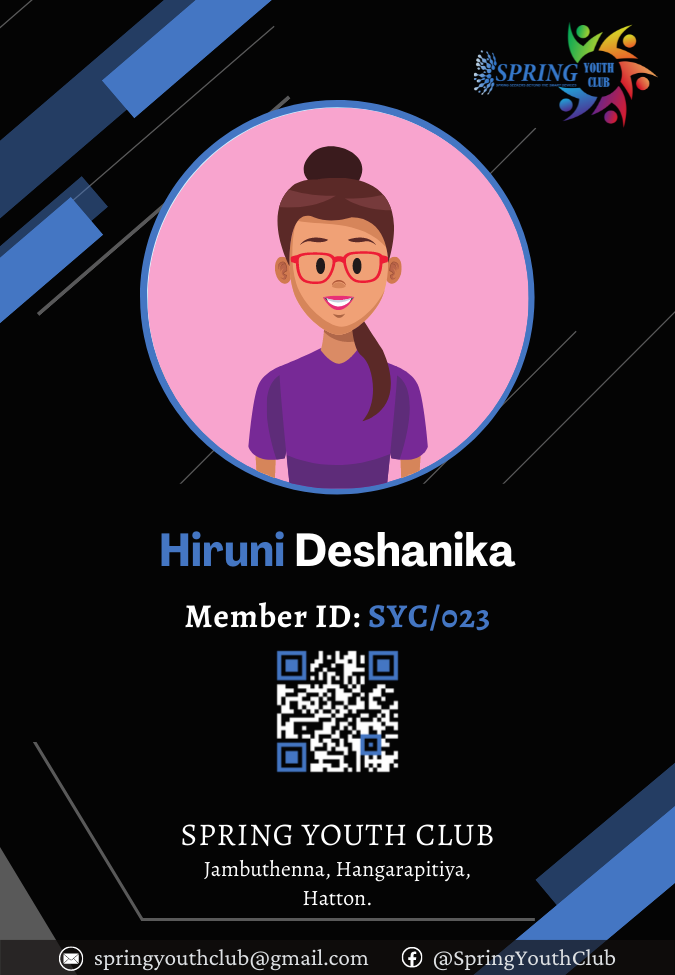 SPRING
YOUTH
CLUB
Hiruni Deshanika
Member ID: SYC/023
SPRING YOUTH CLUB
Jambuthenna, Hangarapitiya,
Hatton.
springyouthclub@gmail.com @SpringYouthClub